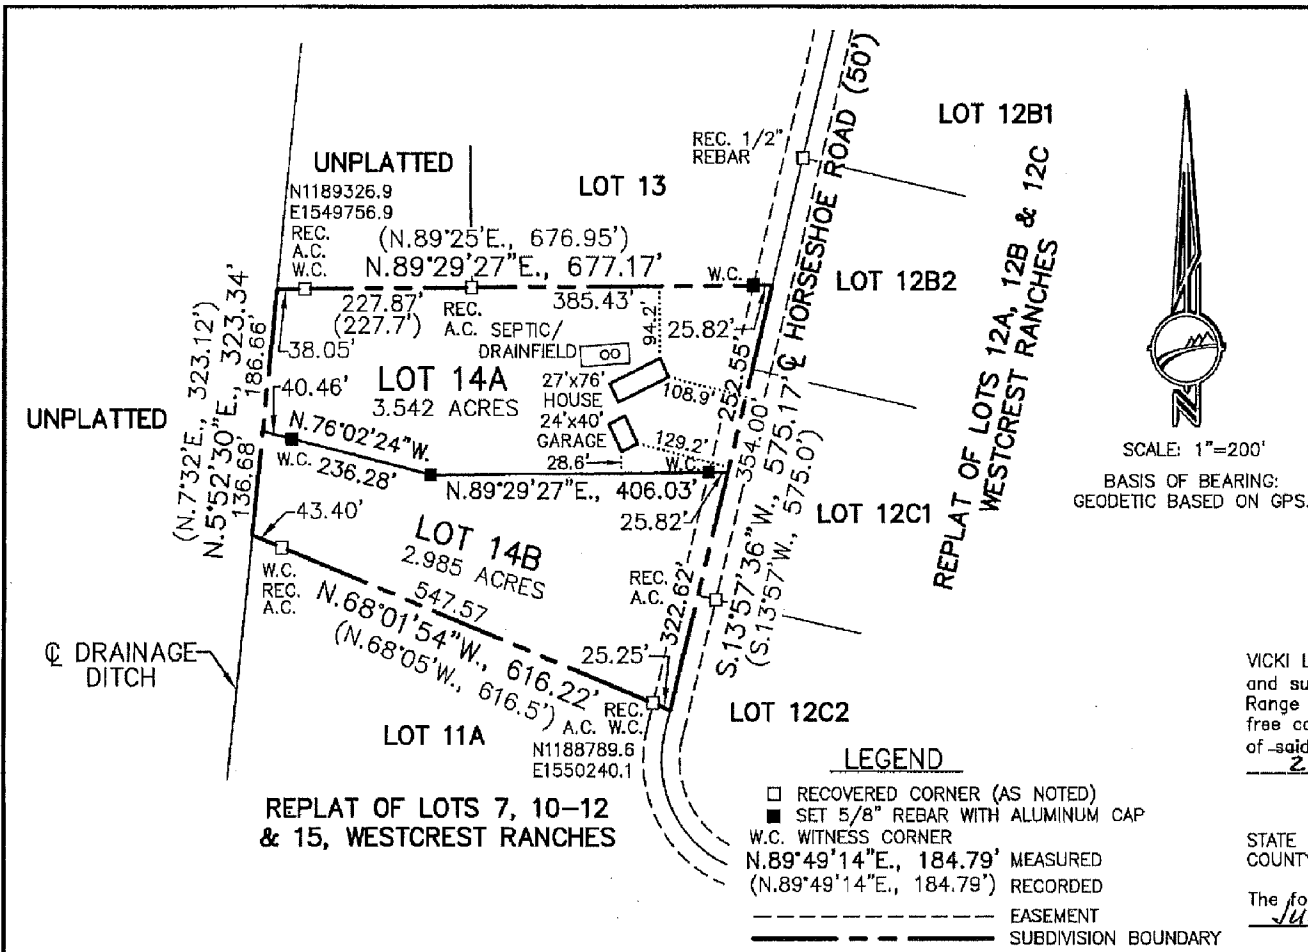 UNPLATTED
N1189326.9
E1549756.9
REC.
A.C.
W.C.
LOT 13
(N.89°25'E., 676.95')
N.89°29'27"E., 677.17'
W.C.
REC. 1/2"
REBAR
LOT 12B1
HORSESHOE ROAD (50')
LOT 12B2
REPLAT OF LOTS 12A, 12B & 12C
WESTCREST RANCHES
N
SCALE: 1"=200'
BASIS OF BEARING:
GEODETIC BASED ON GPS.
227.87'
(227.7')
REC.
A.C.
385.43'
94.2'
25.82'
38.05'
SEPTIC/
DRAINFIELD
(N.7°32'E., 323.12')
N.5°52'30"E., 323.34'
186.66'
136.68'
40.46'
UNPLATTED
LOT 14A
3.542 ACRES
27'x76'
HOUSE
24'x40'
GARAGE
108.9'
129.2'
28.6'
252.55'
354.00'
S.13°57'36"W., 575.17'
(S.13°57'W., 575.0')
N.76°02'24"W.
W.C.
236.28'
W.C.
N.89°29'27"E., 406.03'
25.82'
LOT 12C1
43.40'
LOT 14B
2.985 ACRES
W.C.
REC.
A.C.
547.57
N.68°01'54"W., 616.22'
(N.68°05'W., 616.5')
REC.
A.C.
322.62'
25.25'
℄ DRAINAGE
DITCH
LOT 11A
REC.
A.C. W.C.
N1188789.6
E1550240.1
LOT 12C2
REPLAT OF LOTS 7, 10-12
& 15, WESTCREST RANCHES
LEGEND
□ RECOVERED CORNER (AS NOTED)
■ SET 5/8" REBAR WITH ALUMINUM CAP
W.C. WITNESS CORNER
N.89°49'14"E., 184.79' MEASURED
(N.89°49'14"E., 184.79') RECORDED
EASEMENT
SUBDIVISION BOUNDARY
VICKI L
and su
Range
free co
of said
2
STATE
COUNTY
The fo